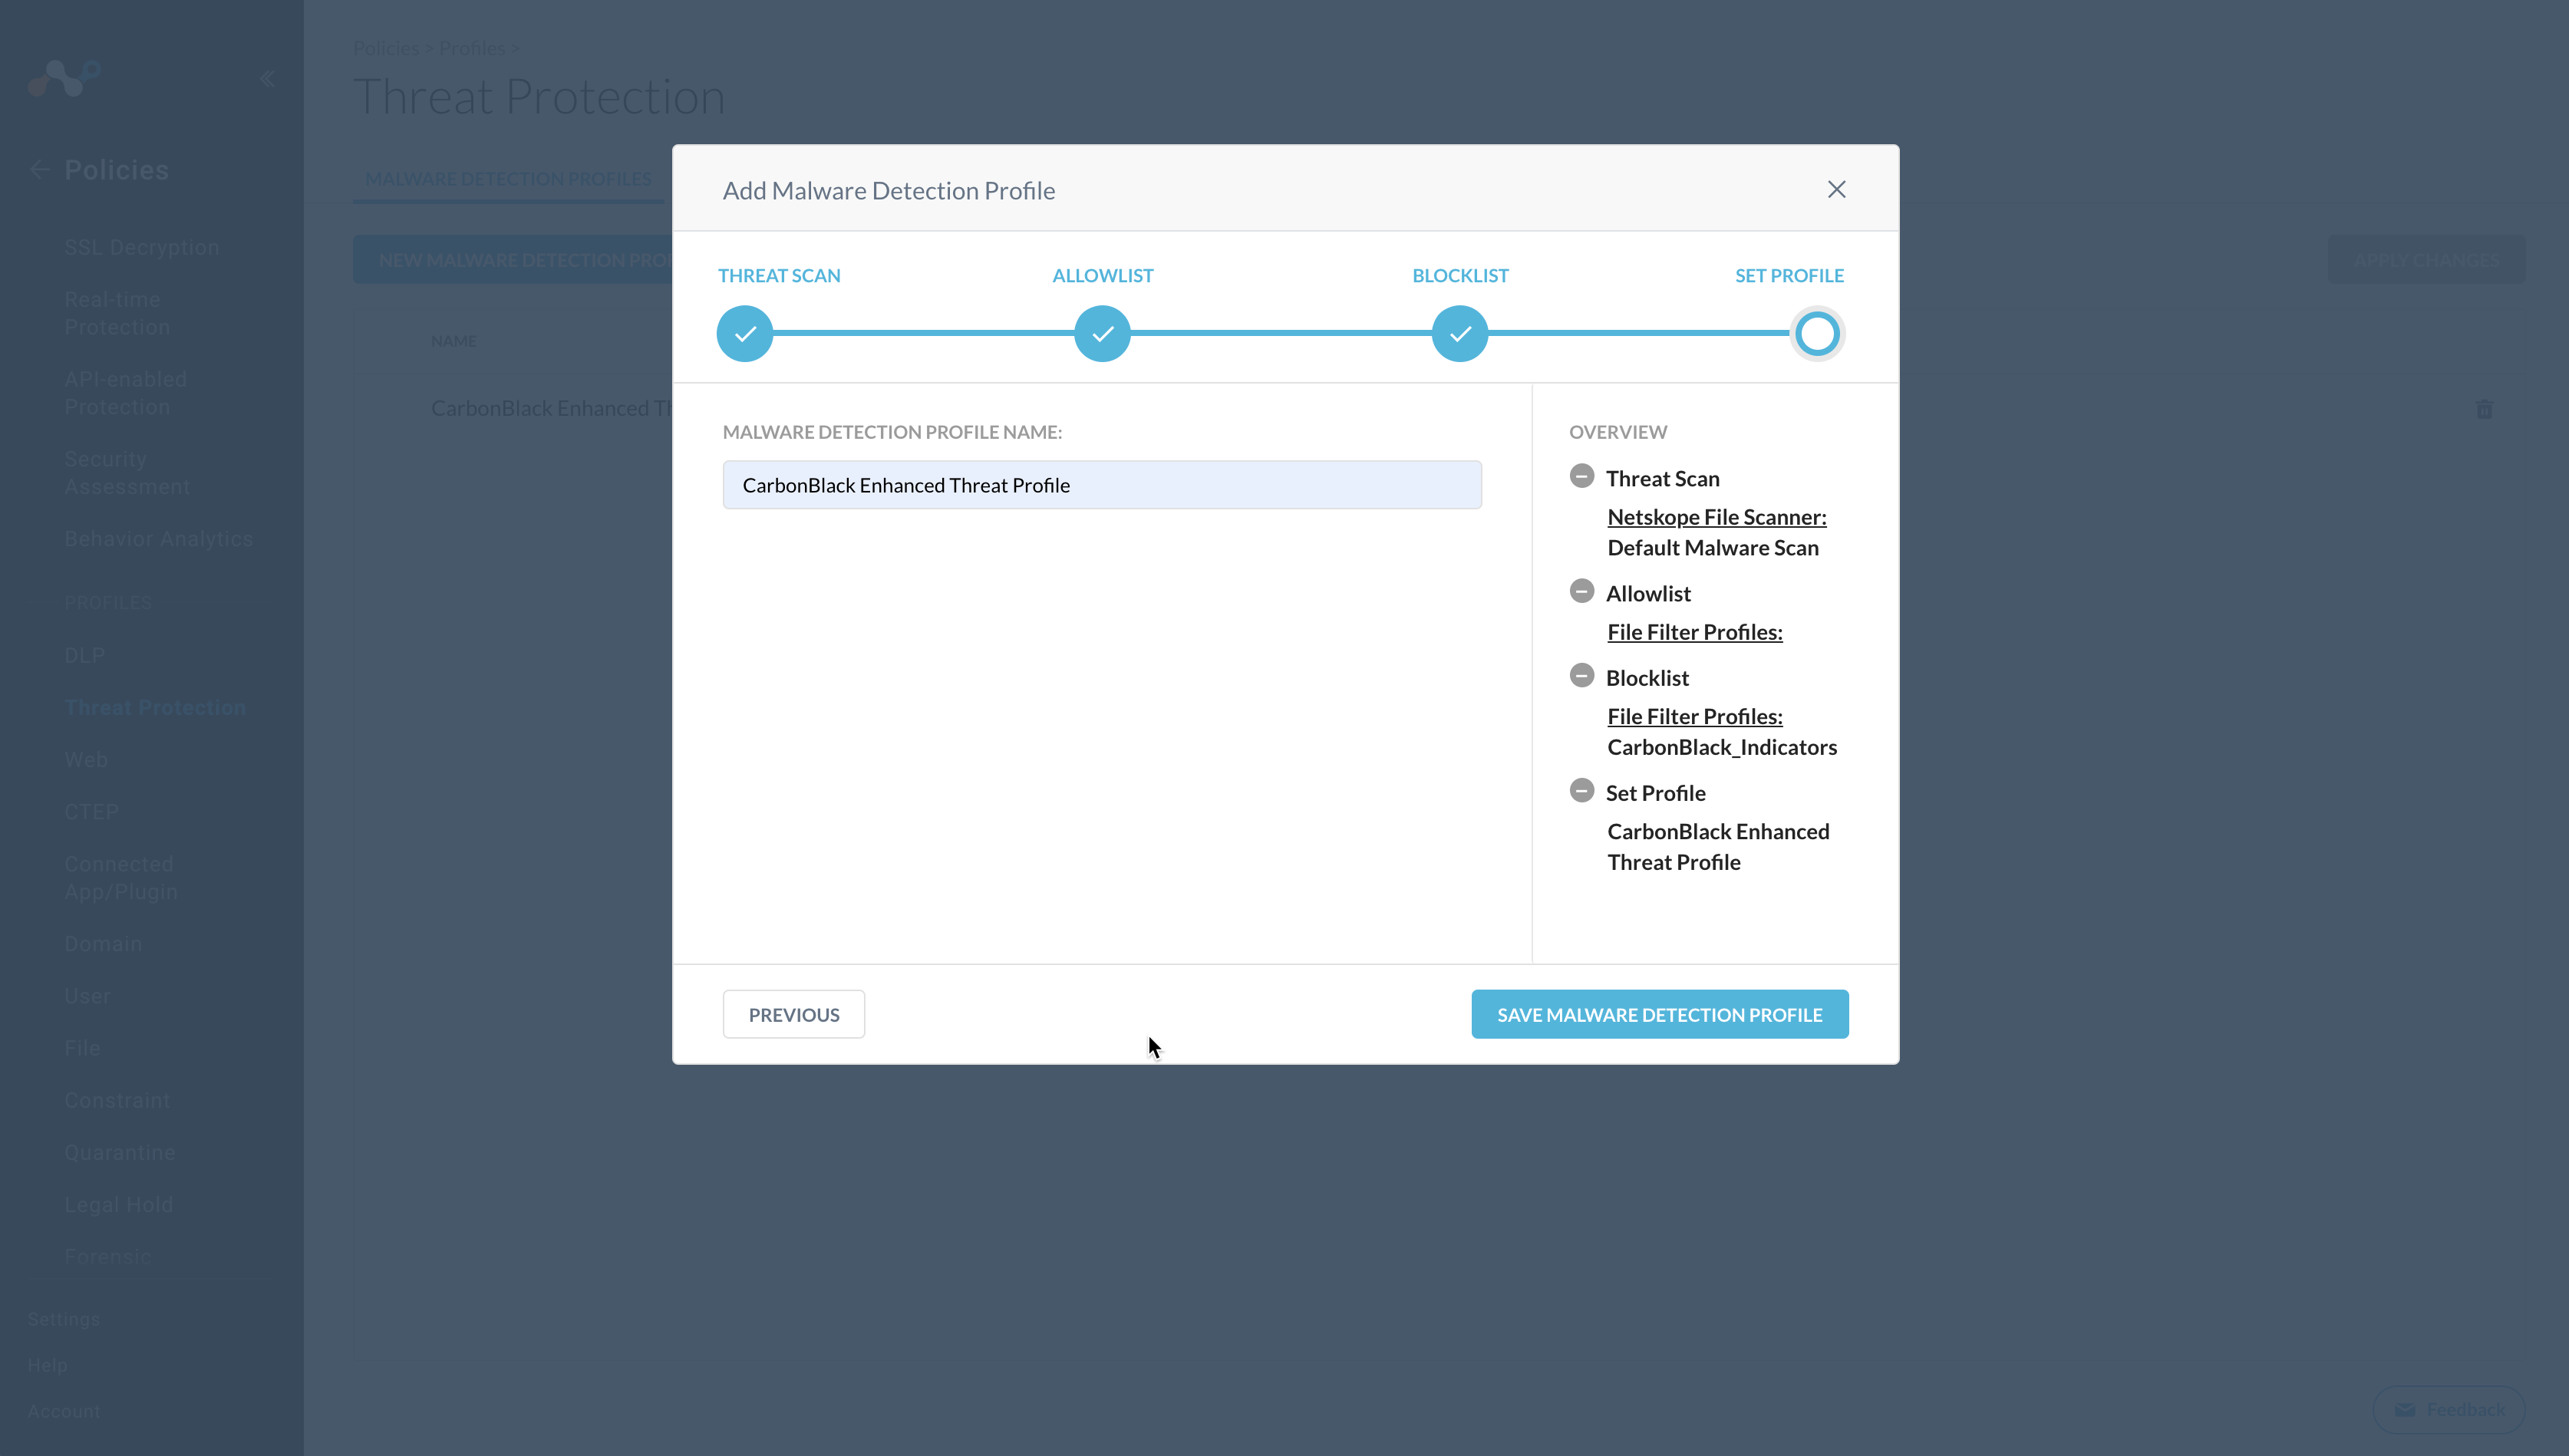 Policies > Profiles >
Threat Protection
Policies
SSL Decryption
Real-time
Protection
API-enabled
Protection
Security
Assessment
Behavior Analytics
PROFILES
DLP
Threat Protection
Web
CTEP
Connected
App/Plugin
Domain
User
File
Constraint
Quarantine
Legal Hold
Forensic
Settings
Help
Account
MALWARE DETECTION PROFILES
NEW MALWARE DETECTION
APPLY CHANGES
NAME
CarbonBlack Enhanced
Add Malware Detection Profile
THREAT SCAN
ALLOWLIST
BLOCKLIST
SET PROFILE
MALWARE DETECTION PROFILE NAME:
CarbonBlack Enhanced Threat Profile
OVERVIEW
Threat Scan
Netskope File Scanner:
Default Malware Scan
Allowlist
File Filter Profiles:
Blocklist
File Filter Profiles:
CarbonBlack_Indicators
Set Profile
CarbonBlack Enhanced
Threat Profile
PREVIOUS
SAVE MALWARE DETECTION PROFILE
Feedback